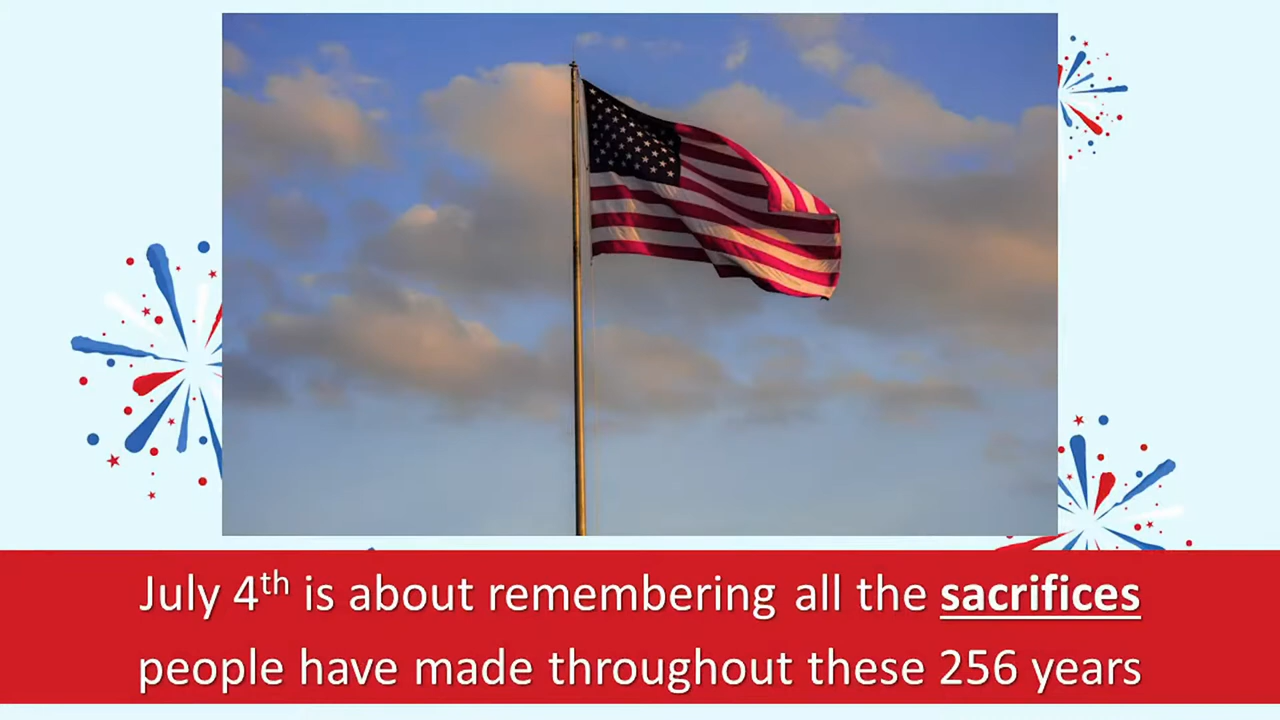 July 4th is about remembering all the sacrifices
people have made throughout these 256 years